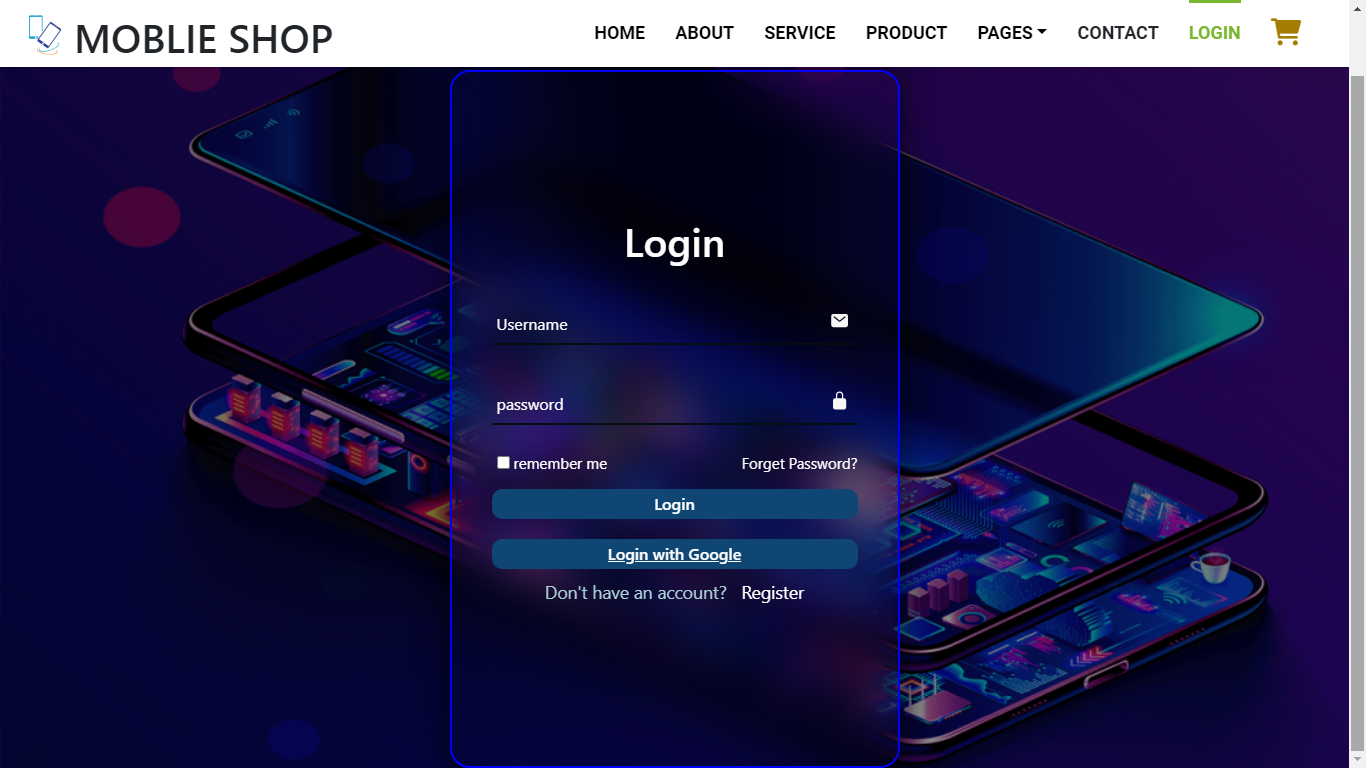 MOBLIE SHOP
HOME ABOUT SERVICE PRODUCT PAGES CONTACT LOGIN
Login
Username
password
remember me Forget Password?
Login
Login with Google
Don't have an account? Register